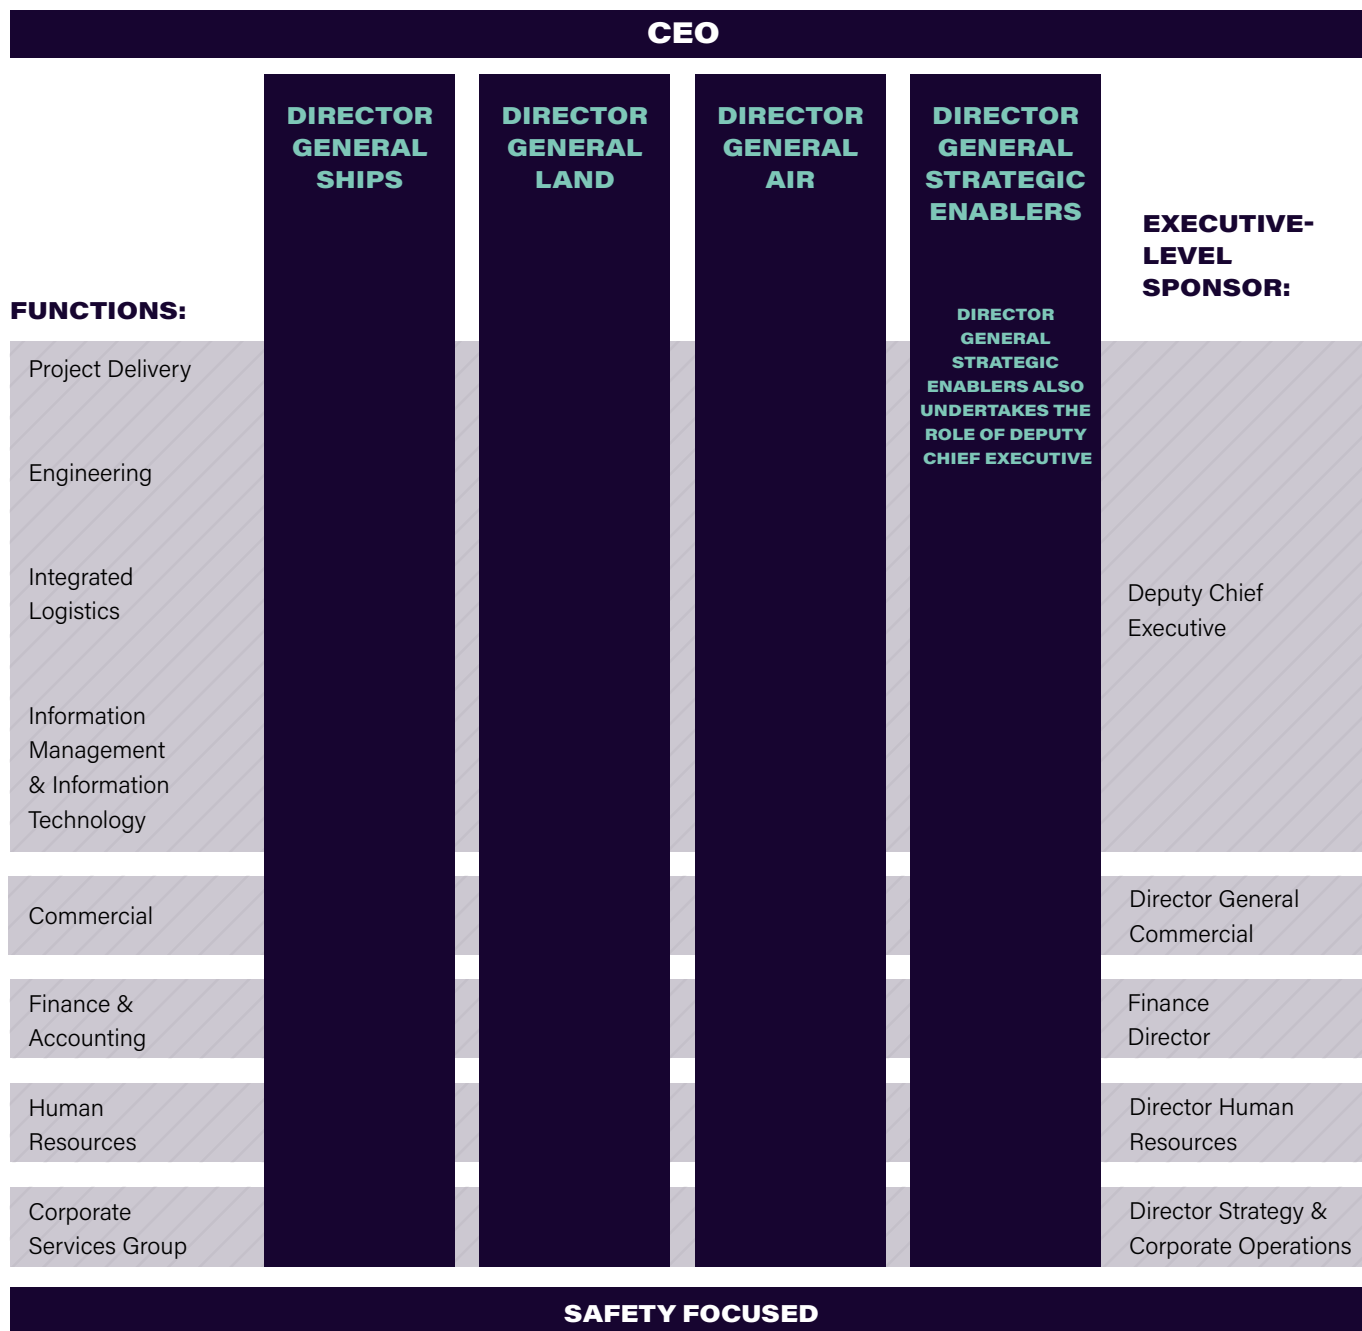 CEO
DIRECTOR
GENERAL
SHIPS
DIRECTOR
GENERAL
LAND
DIRECTOR
GENERAL
AIR
DIRECTOR
GENERAL
STRATEGIC
ENABLERS
DIRECTOR
GENERAL
STRATEGIC
ENABLERS ALSO
UNDERTAKES THE
ROLE OF DEPUTY
CHIEF EXECUTIVE
EXECUTIVE-
LEVEL
SPONSOR:
FUNCTIONS:
Project Delivery
Engineering
Integrated
Logistics
Information
Management
& Information
Technology
Deputy Chief
Executive
Commercial
Director General
Commercial
Finance &
Accounting
Finance
Director
Human
Resources
Director Human
Resources
Corporate
Services Group
Director Strategy &
Corporate Operations
SAFETY FOCUSED